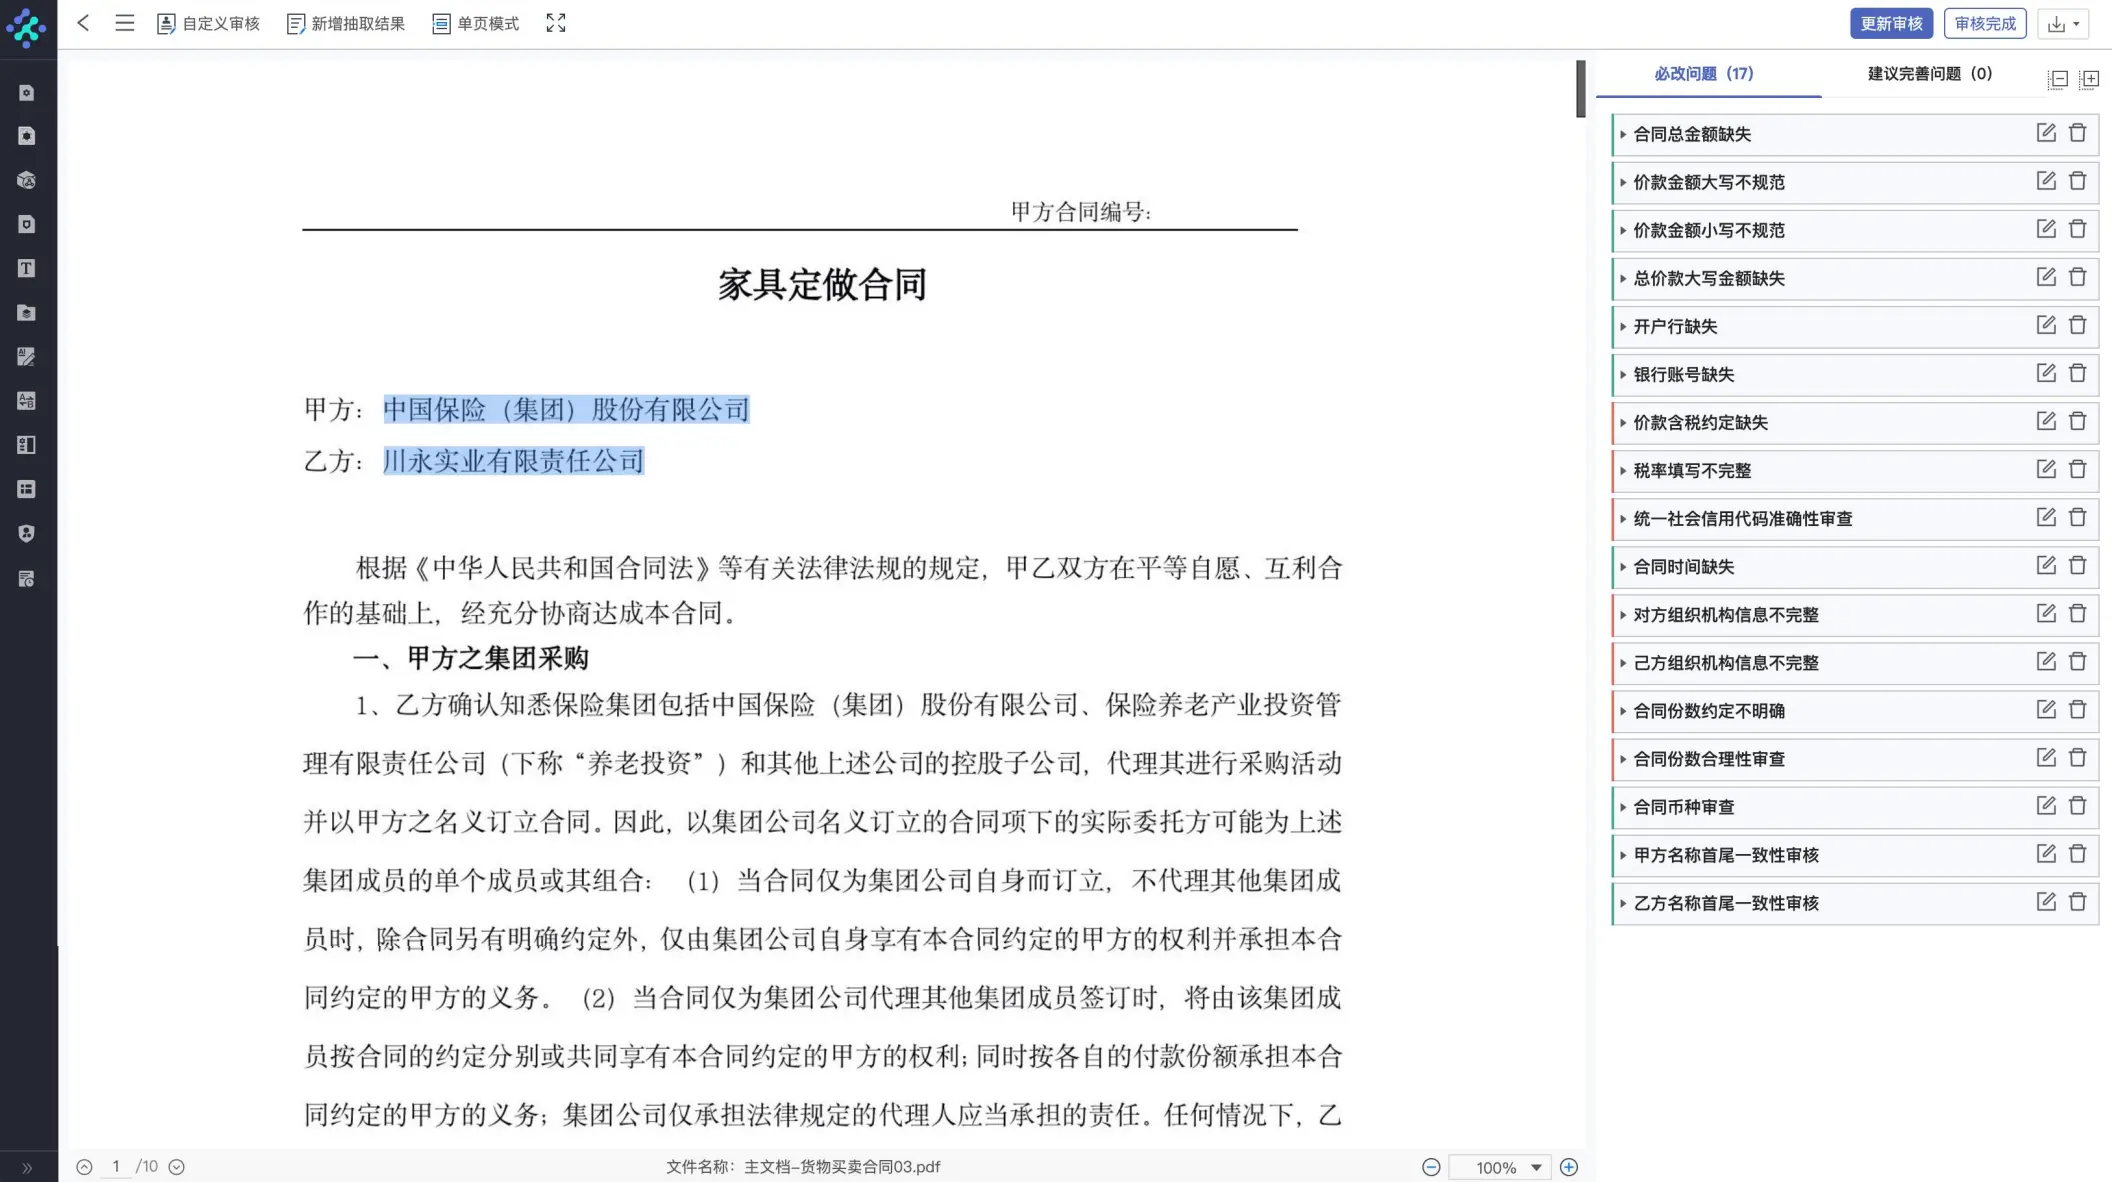 自定义审核 新增抽取结果 单页模式 更新审核 审核完成
必改问题（17） 建议完善问题（0）
甲方合同编号:
家具定做合同
甲方： 中国保险（集团）股份有限公司
乙方： 川永实业有限责任公司
根据《中华人民共和国合同法》等有关法律法规的规定，甲乙双方在平等自愿、互利合
作的基础上，经充分协商达成本合同。
一、甲方之集团采购
1、乙方确认知悉保险集团包括中国保险（集团）股份有限公司、保险养老产业投资管
理有限责任公司（下称“养老投资”）和其他上述公司的控股子公司，代理其进行采购活动
并以甲方之名义订立合同。因此，以集团公司名义订立的合同项下的实际委托方可能为上述
集团成员的单个成员或其组合：（1）当合同仅为集团公司自身而订立，不代理其他集团成
员时，除合同另有明确约定外，仅由集团公司自身享有本合同约定的甲方的权利并承担本合
同约定的甲方的义务。（2）当合同仅为集团公司代理其他集团成员签订时，将由该集团成
员按合同的约定分别或共同享有本合同约定的甲方的权利；同时按各自的付款份额承担本合
同约定的甲方的义务；集团公司仅承担法律规定的代理人应当承担的责任。任何情况下，乙
合同总金额缺失
价款金额大写不规范
价款金额小写不规范
总价款大写金额缺失
开户行缺失
银行账号缺失
价款含税约定缺失
税率填写不完整
统一社会信用代码准确性审查
合同时间缺失
对方组织机构信息不完整
己方组织机构信息不完整
合同份数约定不明确
合同份数合理性审查
合同币种审查
甲方名称首尾一致性审核
乙方名称首尾一致性审核
1 /10 文件名称：主文档-货物买卖合同03.pdf 100%